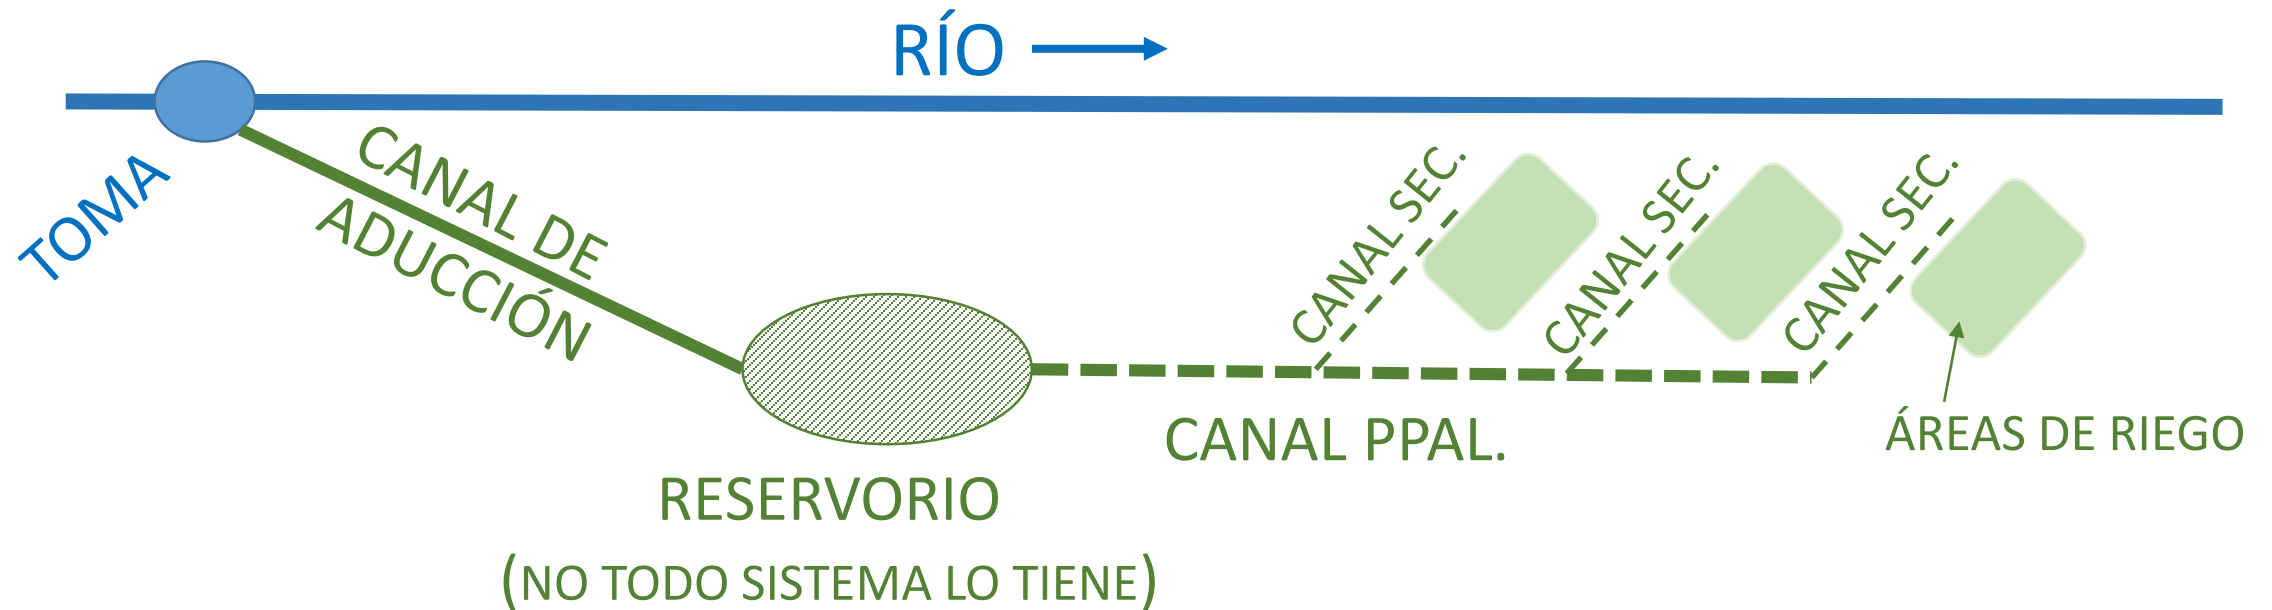 RÍO
TOMA
CANAL DE
ADUCCIÓN
CANAL SEC.
CANAL SEC.
CANAL SEC.
CANAL PPAL.
ÁREAS DE RIEGO
RESERVORIO
(NO TODO SISTEMA LO TIENE)